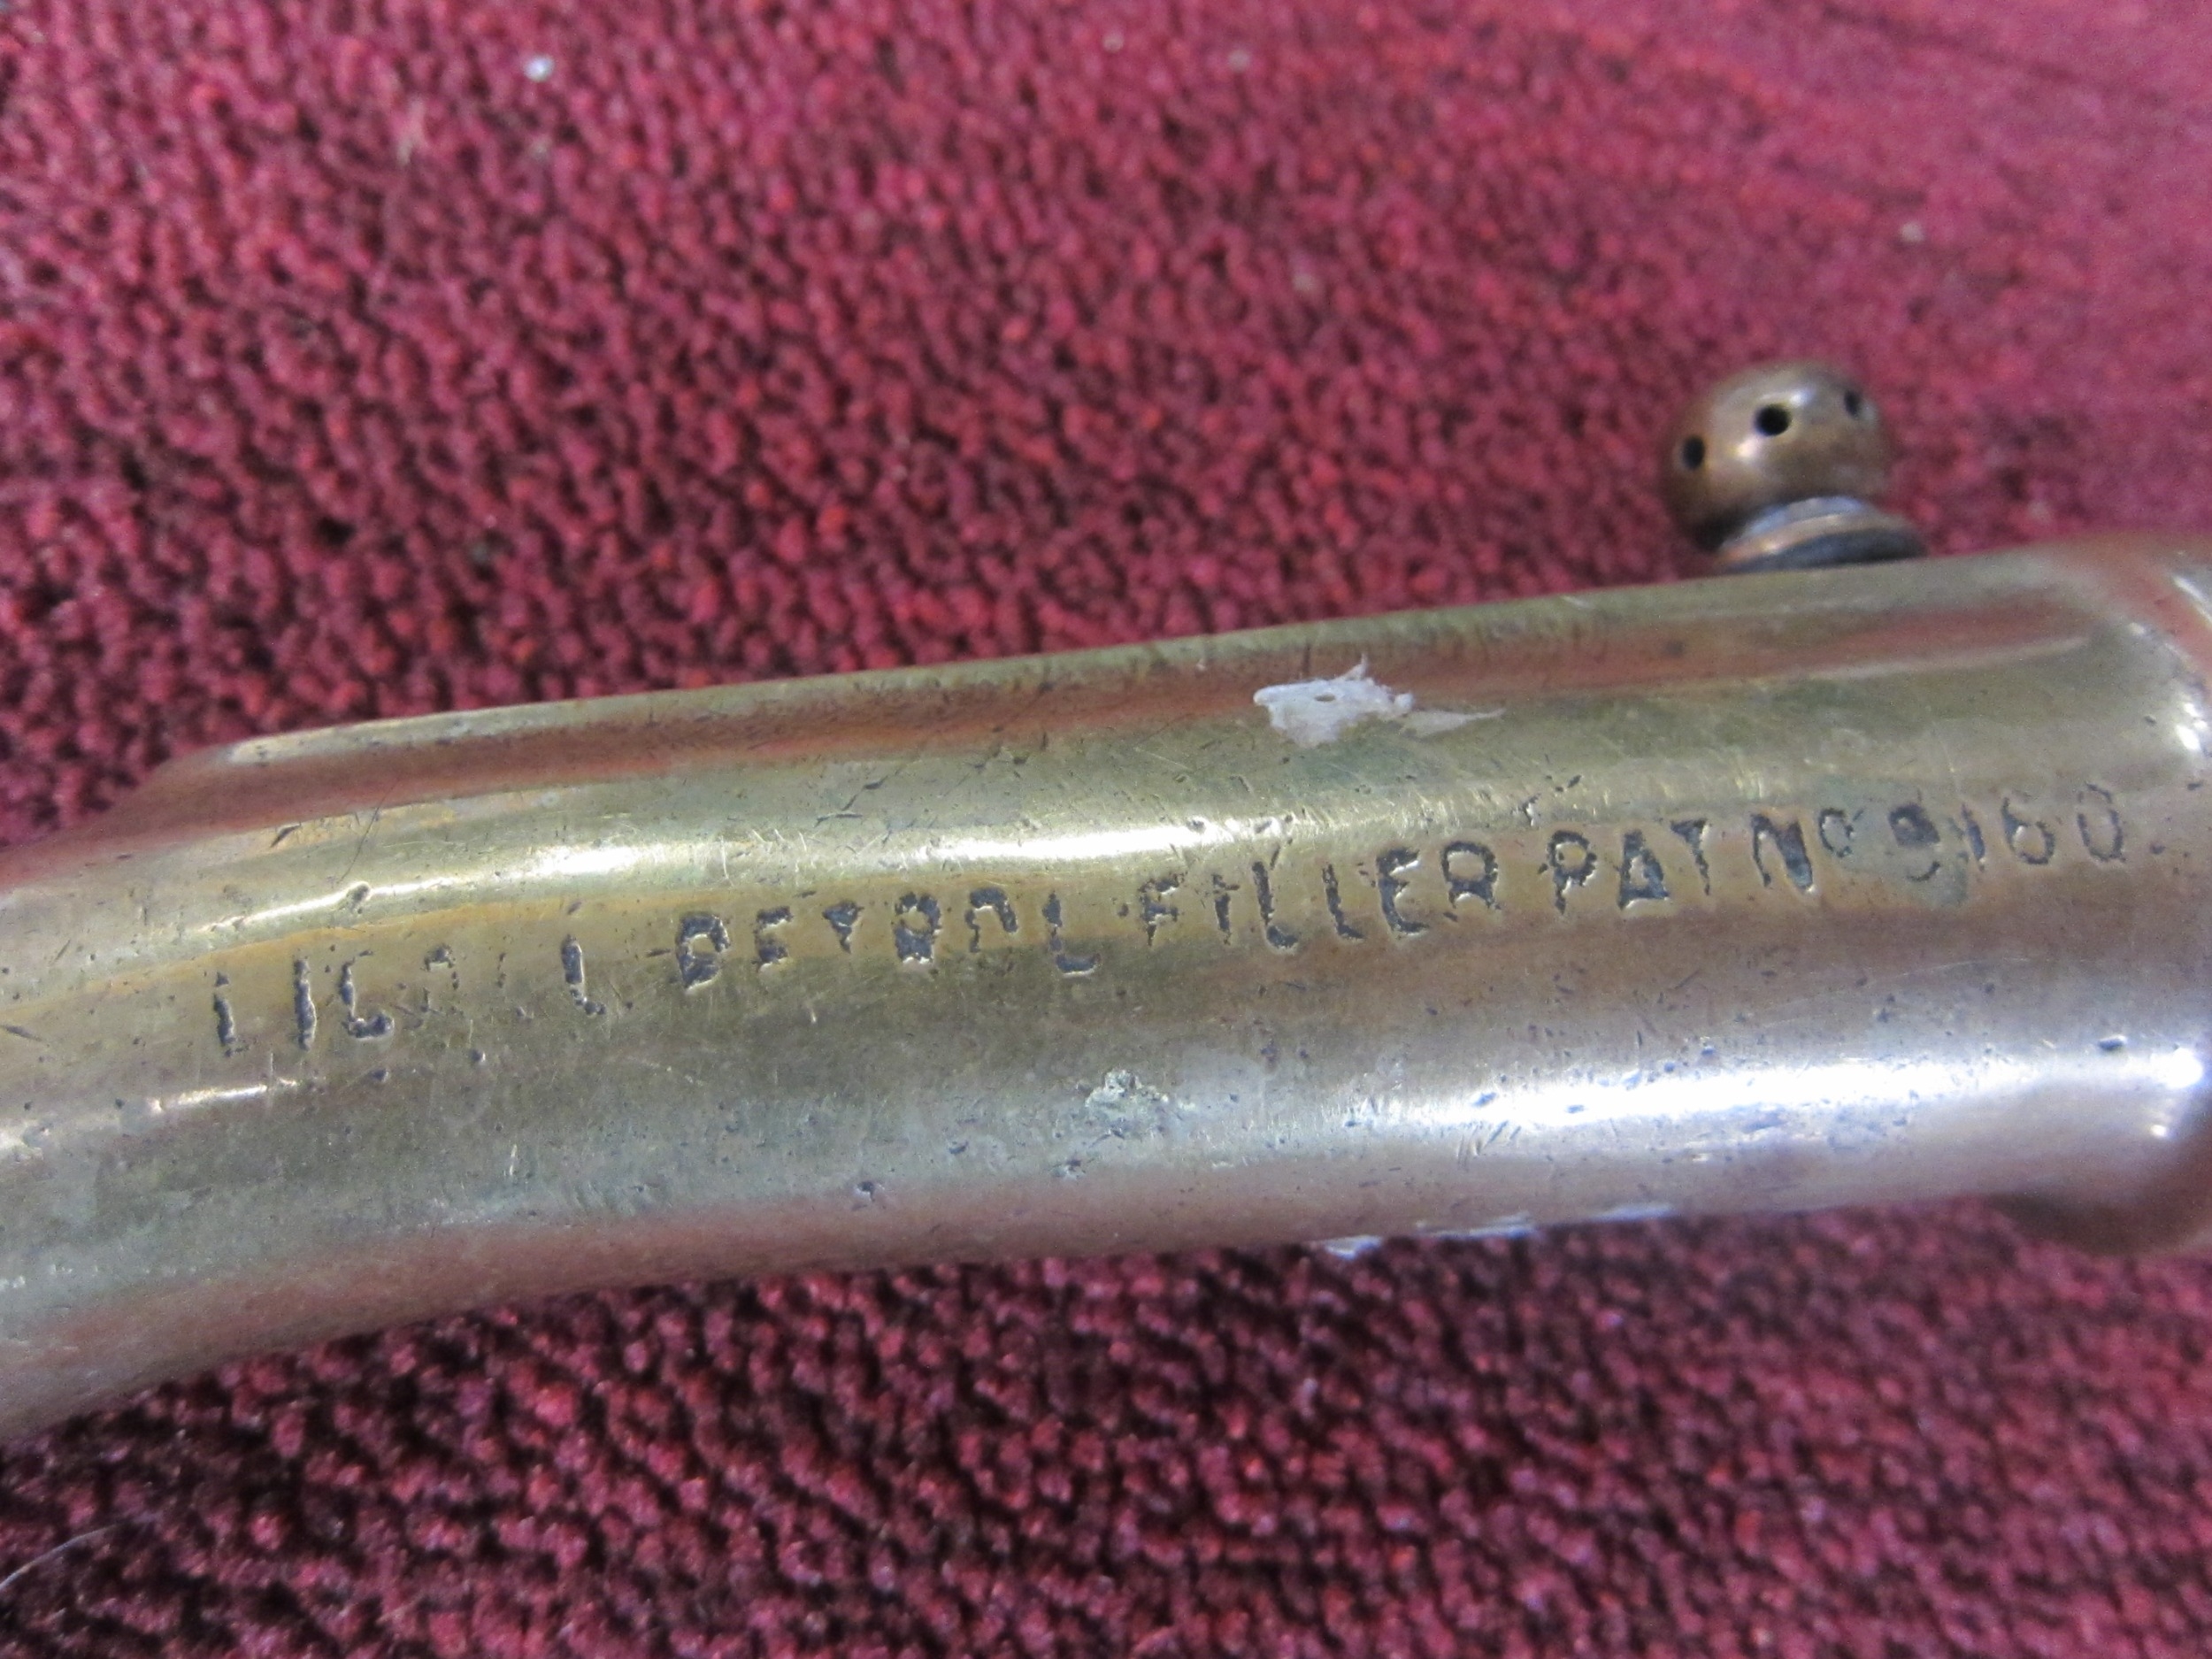 PETROL FILLER PAT Nº 9160